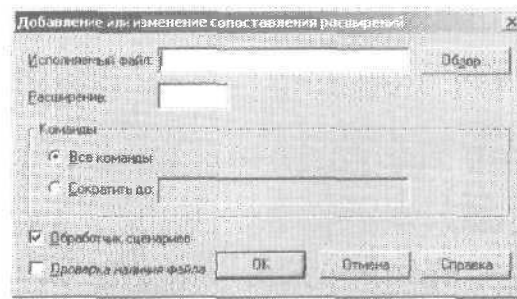 Добавление или изменение сопоставления расширений
Исполняемый файл: Обзор
Расширение:
Команды
Все команды
Сократить до:
Обработчик сценариев
Проверка наличия файла OK Отмена Справка